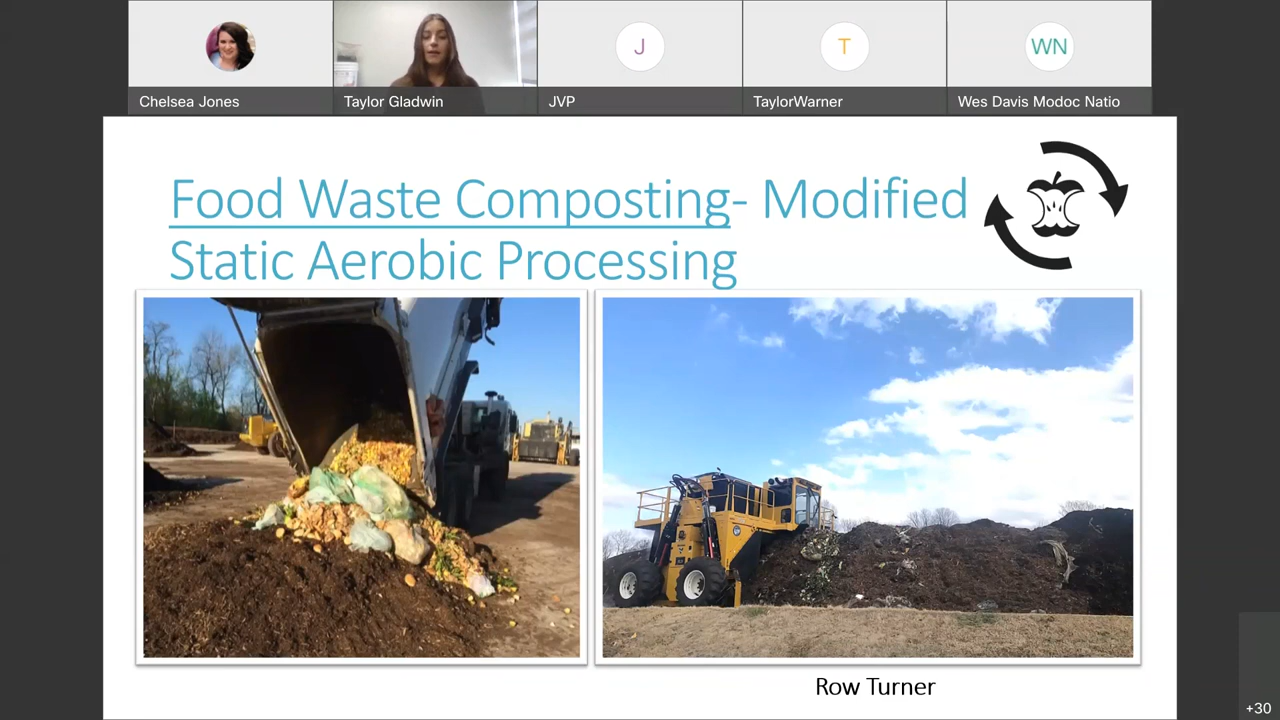 Chelsea Jones
Taylor Gladwin
J
JVP
T
TaylorWarner
WN
Wes Davis Modoc Natio
Food Waste Composting- Modified
Static Aerobic Processing
Row Turner
+30